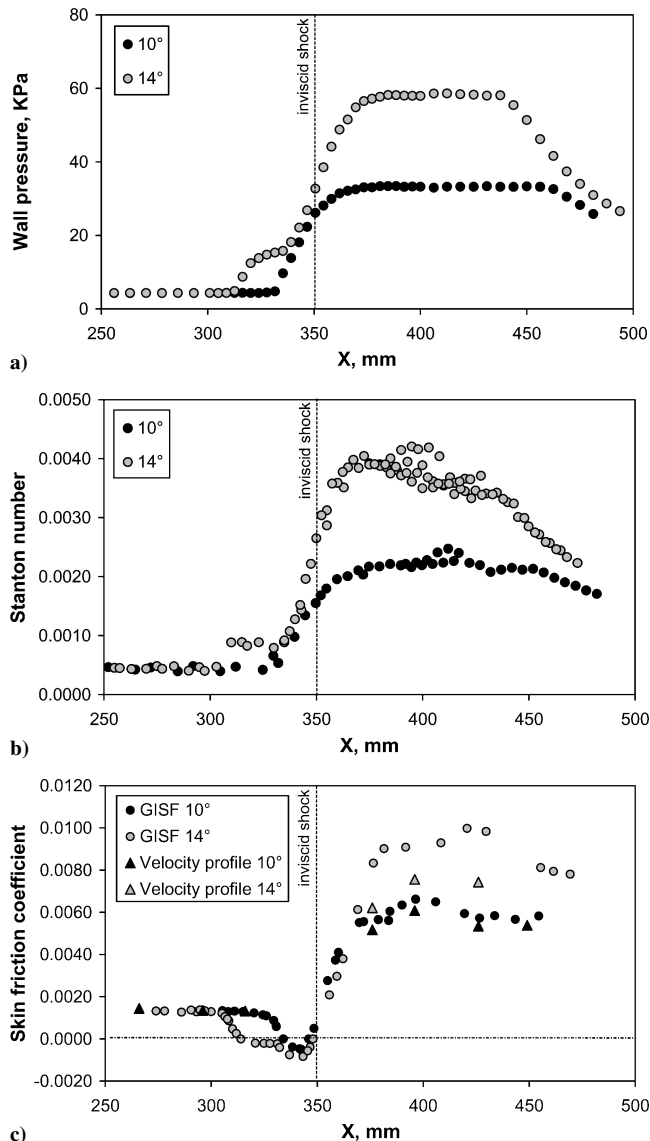 80
60
40
20
0
Wall pressure, KPa
10°
14°
inviscid shock
250 300 350 400 450 500
X, mm
a)
0.0050
0.0040
0.0030
0.0020
0.0010
0.0000
Stanton number
10°
14°
inviscid shock
250 300 350 400 450 500
X, mm
b)
0.0120
0.0100
0.0080
0.0060
0.0040
0.0020
0.0000
-0.0020
Skin friction coefficient
GISF 10°
GISF 14°
Velocity profile 10°
Velocity profile 14°
inviscid shock
250 300 350 400 450 500
X, mm
c)